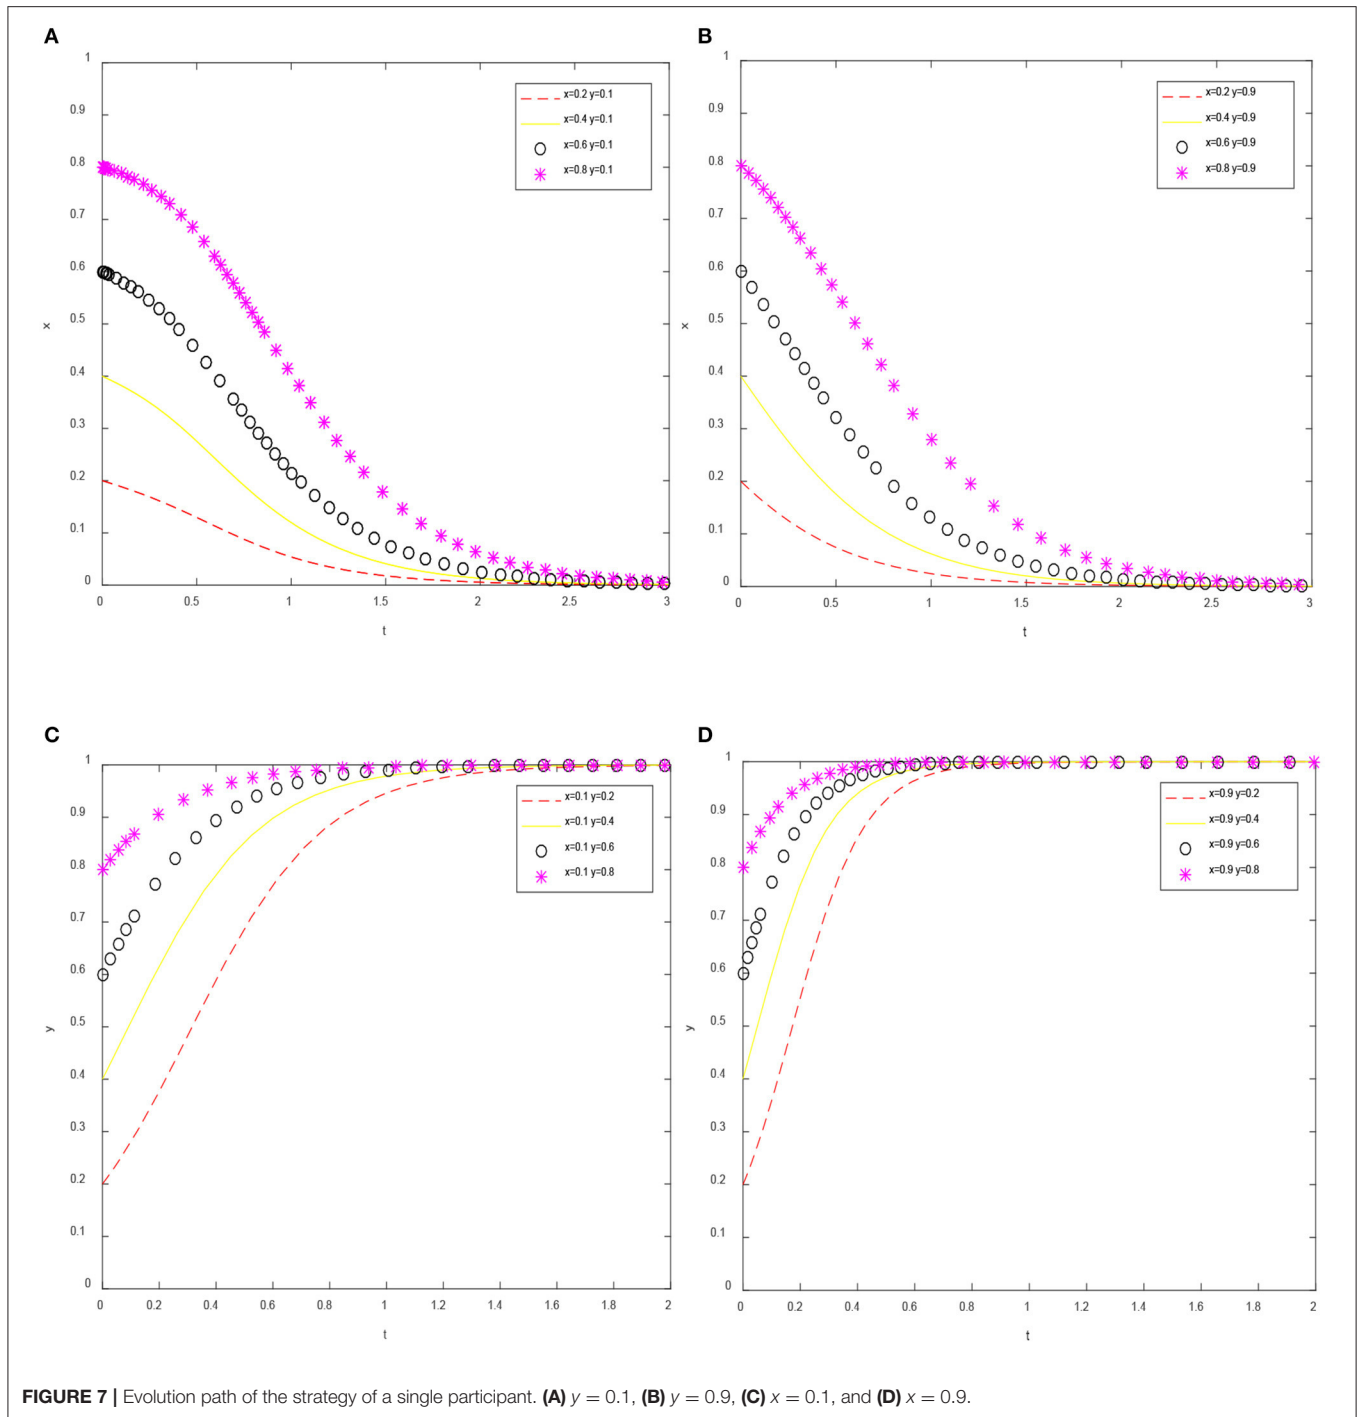 A
1
0.9
0.8
0.7
0.6
0.5
0.4
0.3
0.2
0.1
0
x
0 0.5 1 1.5 2 2.5 3
t
x=0.2 y=0.1
x=0.4 y=0.1
x=0.6 y=0.1
x=0.8 y=0.1
B
1
0.9
0.8
0.7
0.6
0.5
0.4
0.3
0.2
0.1
0
x
0 0.5 1 1.5 2 2.5 3
t
x=0.2 y=0.9
x=0.4 y=0.9
x=0.6 y=0.9
x=0.8 y=0.9
C
1
0.9
0.8
0.7
0.6
0.5
0.4
0.3
0.2
0.1
0
y
0 0.2 0.4 0.6 0.8 1 1.2 1.4 1.6 1.8 2
t
x=0.1 y=0.2
x=0.1 y=0.4
x=0.1 y=0.6
x=0.1 y=0.8
D
1
0.9
0.8
0.7
0.6
0.5
0.4
0.3
0.2
0.1
0
y
0 0.2 0.4 0.6 0.8 1 1.2 1.4 1.6 1.8 2
t
x=0.9 y=0.2
x=0.9 y=0.4
x=0.9 y=0.6
x=0.9 y=0.8
FIGURE 7 | Evolution path of the strategy of a single participant. (A) y = 0.1, (B) y = 0.9, (C) x = 0.1, and (D) x = 0.9.